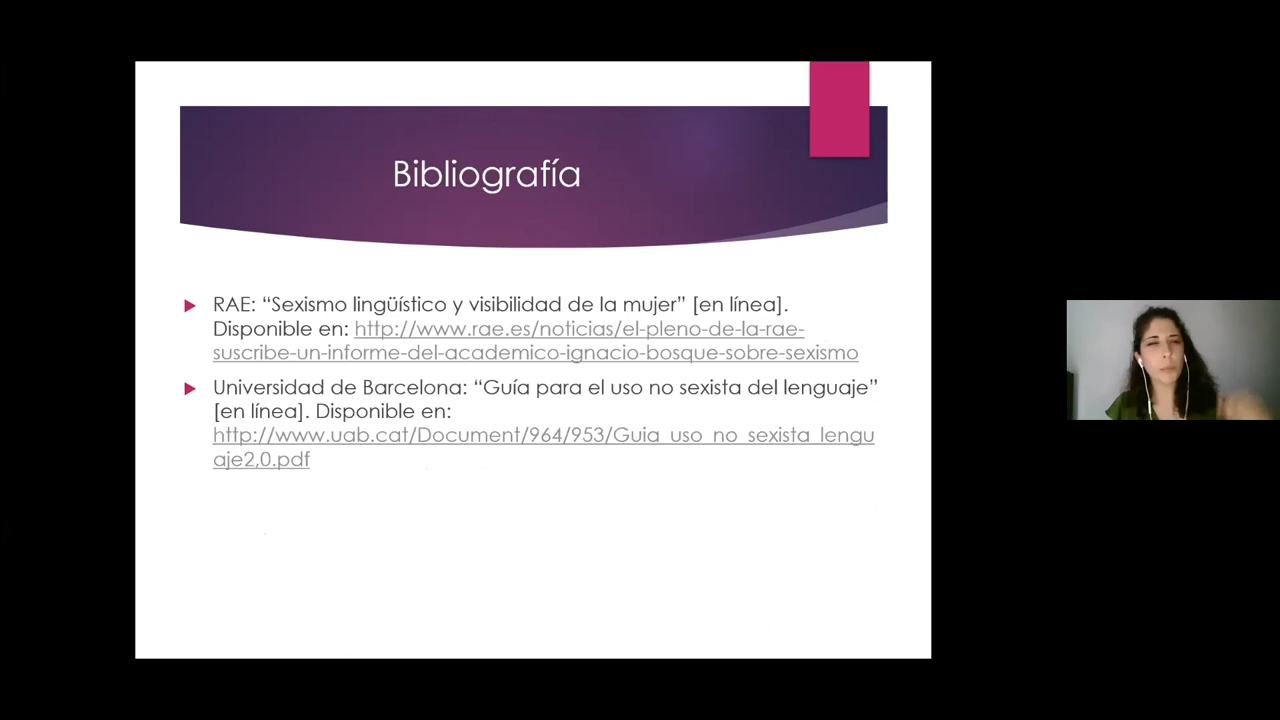 Bibliografía
RAE: “Sexismo lingüístico y visibilidad de la mujer” [en línea].
Disponible en: http://www.rae.es/noticias/el-pleno-de-la-rae-
suscribe-un-informe-del-academico-ignacio-bosque-sobre-sexismo
Universidad de Barcelona: “Guía para el uso no sexista del lenguaje”
[en línea]. Disponible en:
http://www.uab.cat/Document/964/953/Guia_uso_no_sexista_lengu
aje2,0.pdf